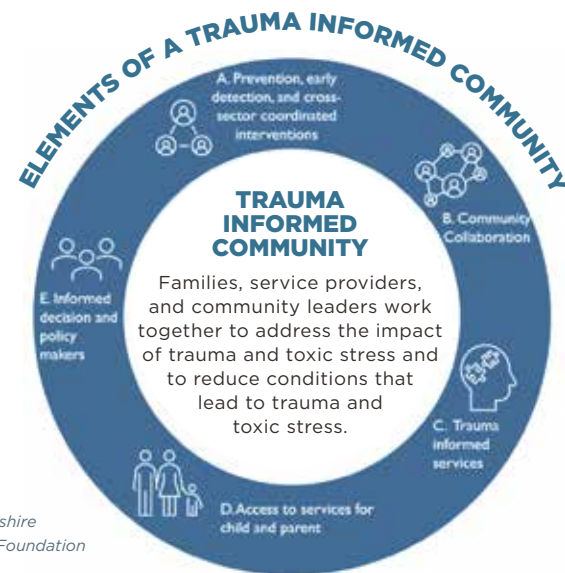 ELEMENTS OF A TRAUMA INFORMED COMMUNITY
A. Prevention, early
detection, and cross-
sector coordinated
interventions
B. Community
Collaboration
C. Trauma
informed
services
D. Access to services for
child and parent
E. Informed
decision and
policy
makers
TRAUMA
INFORMED
COMMUNITY
Families, service providers,
and community leaders work
together to address the impact
of trauma and toxic stress and
to reduce conditions that
lead to trauma and
toxic stress.
shire
Foundation